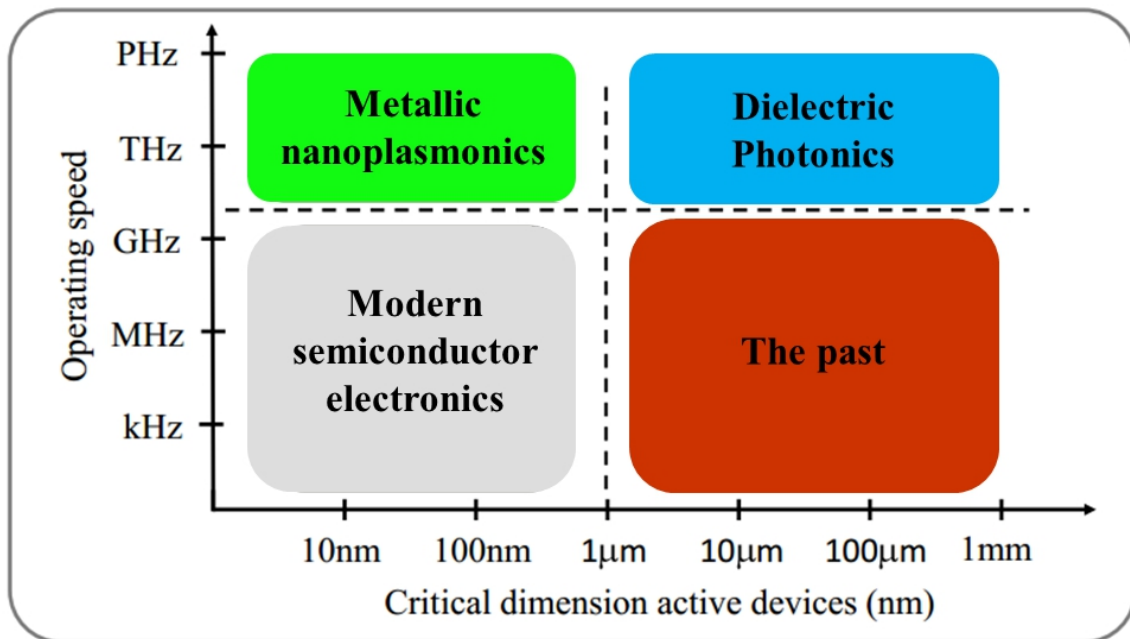 PHz
THz
GHz
MHz
kHz
Operating speed
Metallic
nanoplasmonics
Dielectric
Photonics
Modern
semiconductor
electronics
The past
10nm 100nm 1μm 10μm 100μm 1mm
Critical dimension active devices (nm)